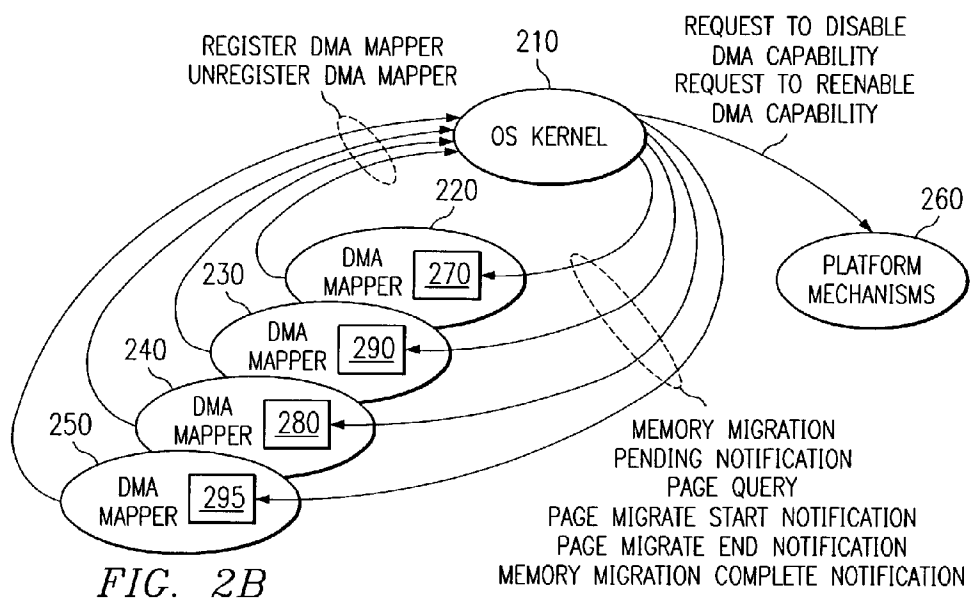 REGISTER DMA MAPPER
UNREGISTER DMA MAPPER
210
REQUEST TO DISABLE
DMA CAPABILITY
REQUEST TO REENABLE
DMA CAPABILITY
OS KERNEL
220
DMA
MAPPER
270
260
PLATFORM
MECHANISMS
230
DMA
MAPPER
290
240
DMA
MAPPER
280
250
DMA
MAPPER
295
MEMORY MIGRATION
PENDING NOTIFICATION
PAGE QUERY
PAGE MIGRATE START NOTIFICATION
PAGE MIGRATE END NOTIFICATION
MEMORY MIGRATION COMPLETE NOTIFICATION
FIG. 2B